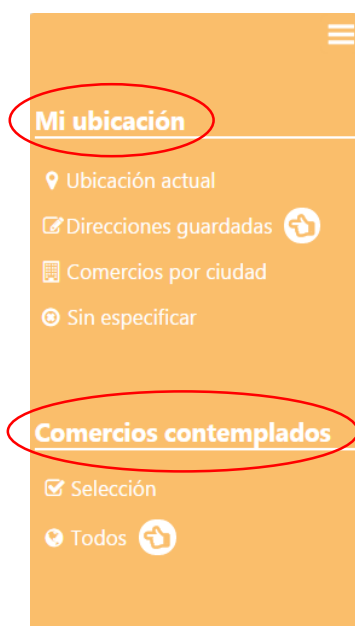 Mi ubicación
Ubicación actual
Direcciones guardadas
Comercios por ciudad
Sin especificar
Comercios contemplados
Selección
Todos